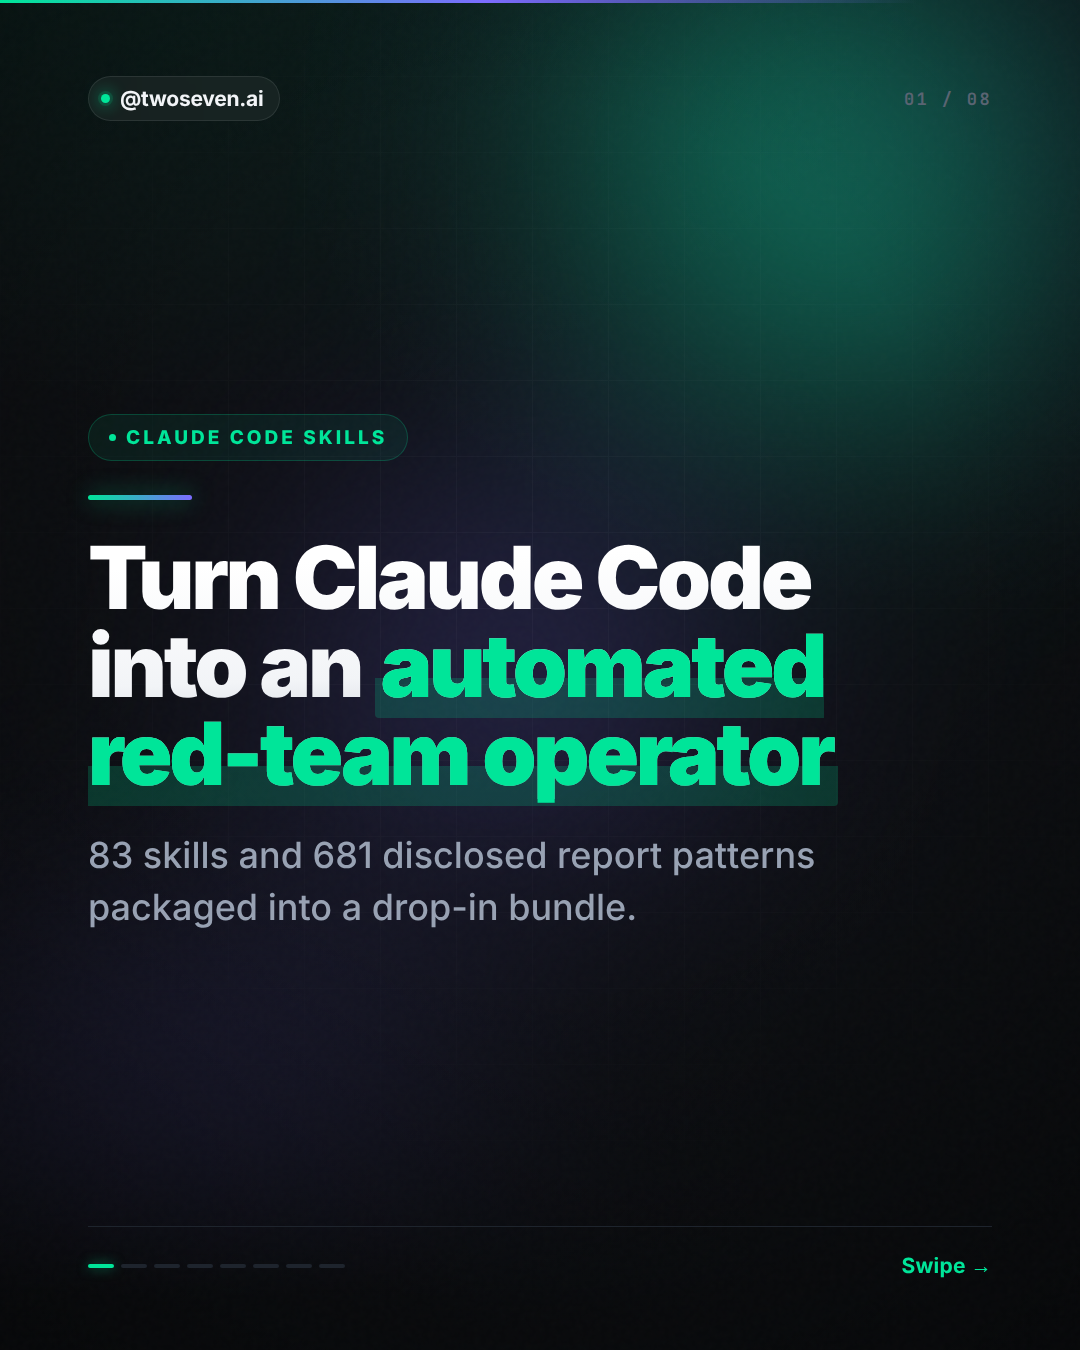 @twoseven.ai
01 / 08
CLAUDE CODE SKILLS
Turn Claude Code
into an automated
red-team operator
83 skills and 681 disclosed report patterns
packaged into a drop-in bundle.
Swipe →